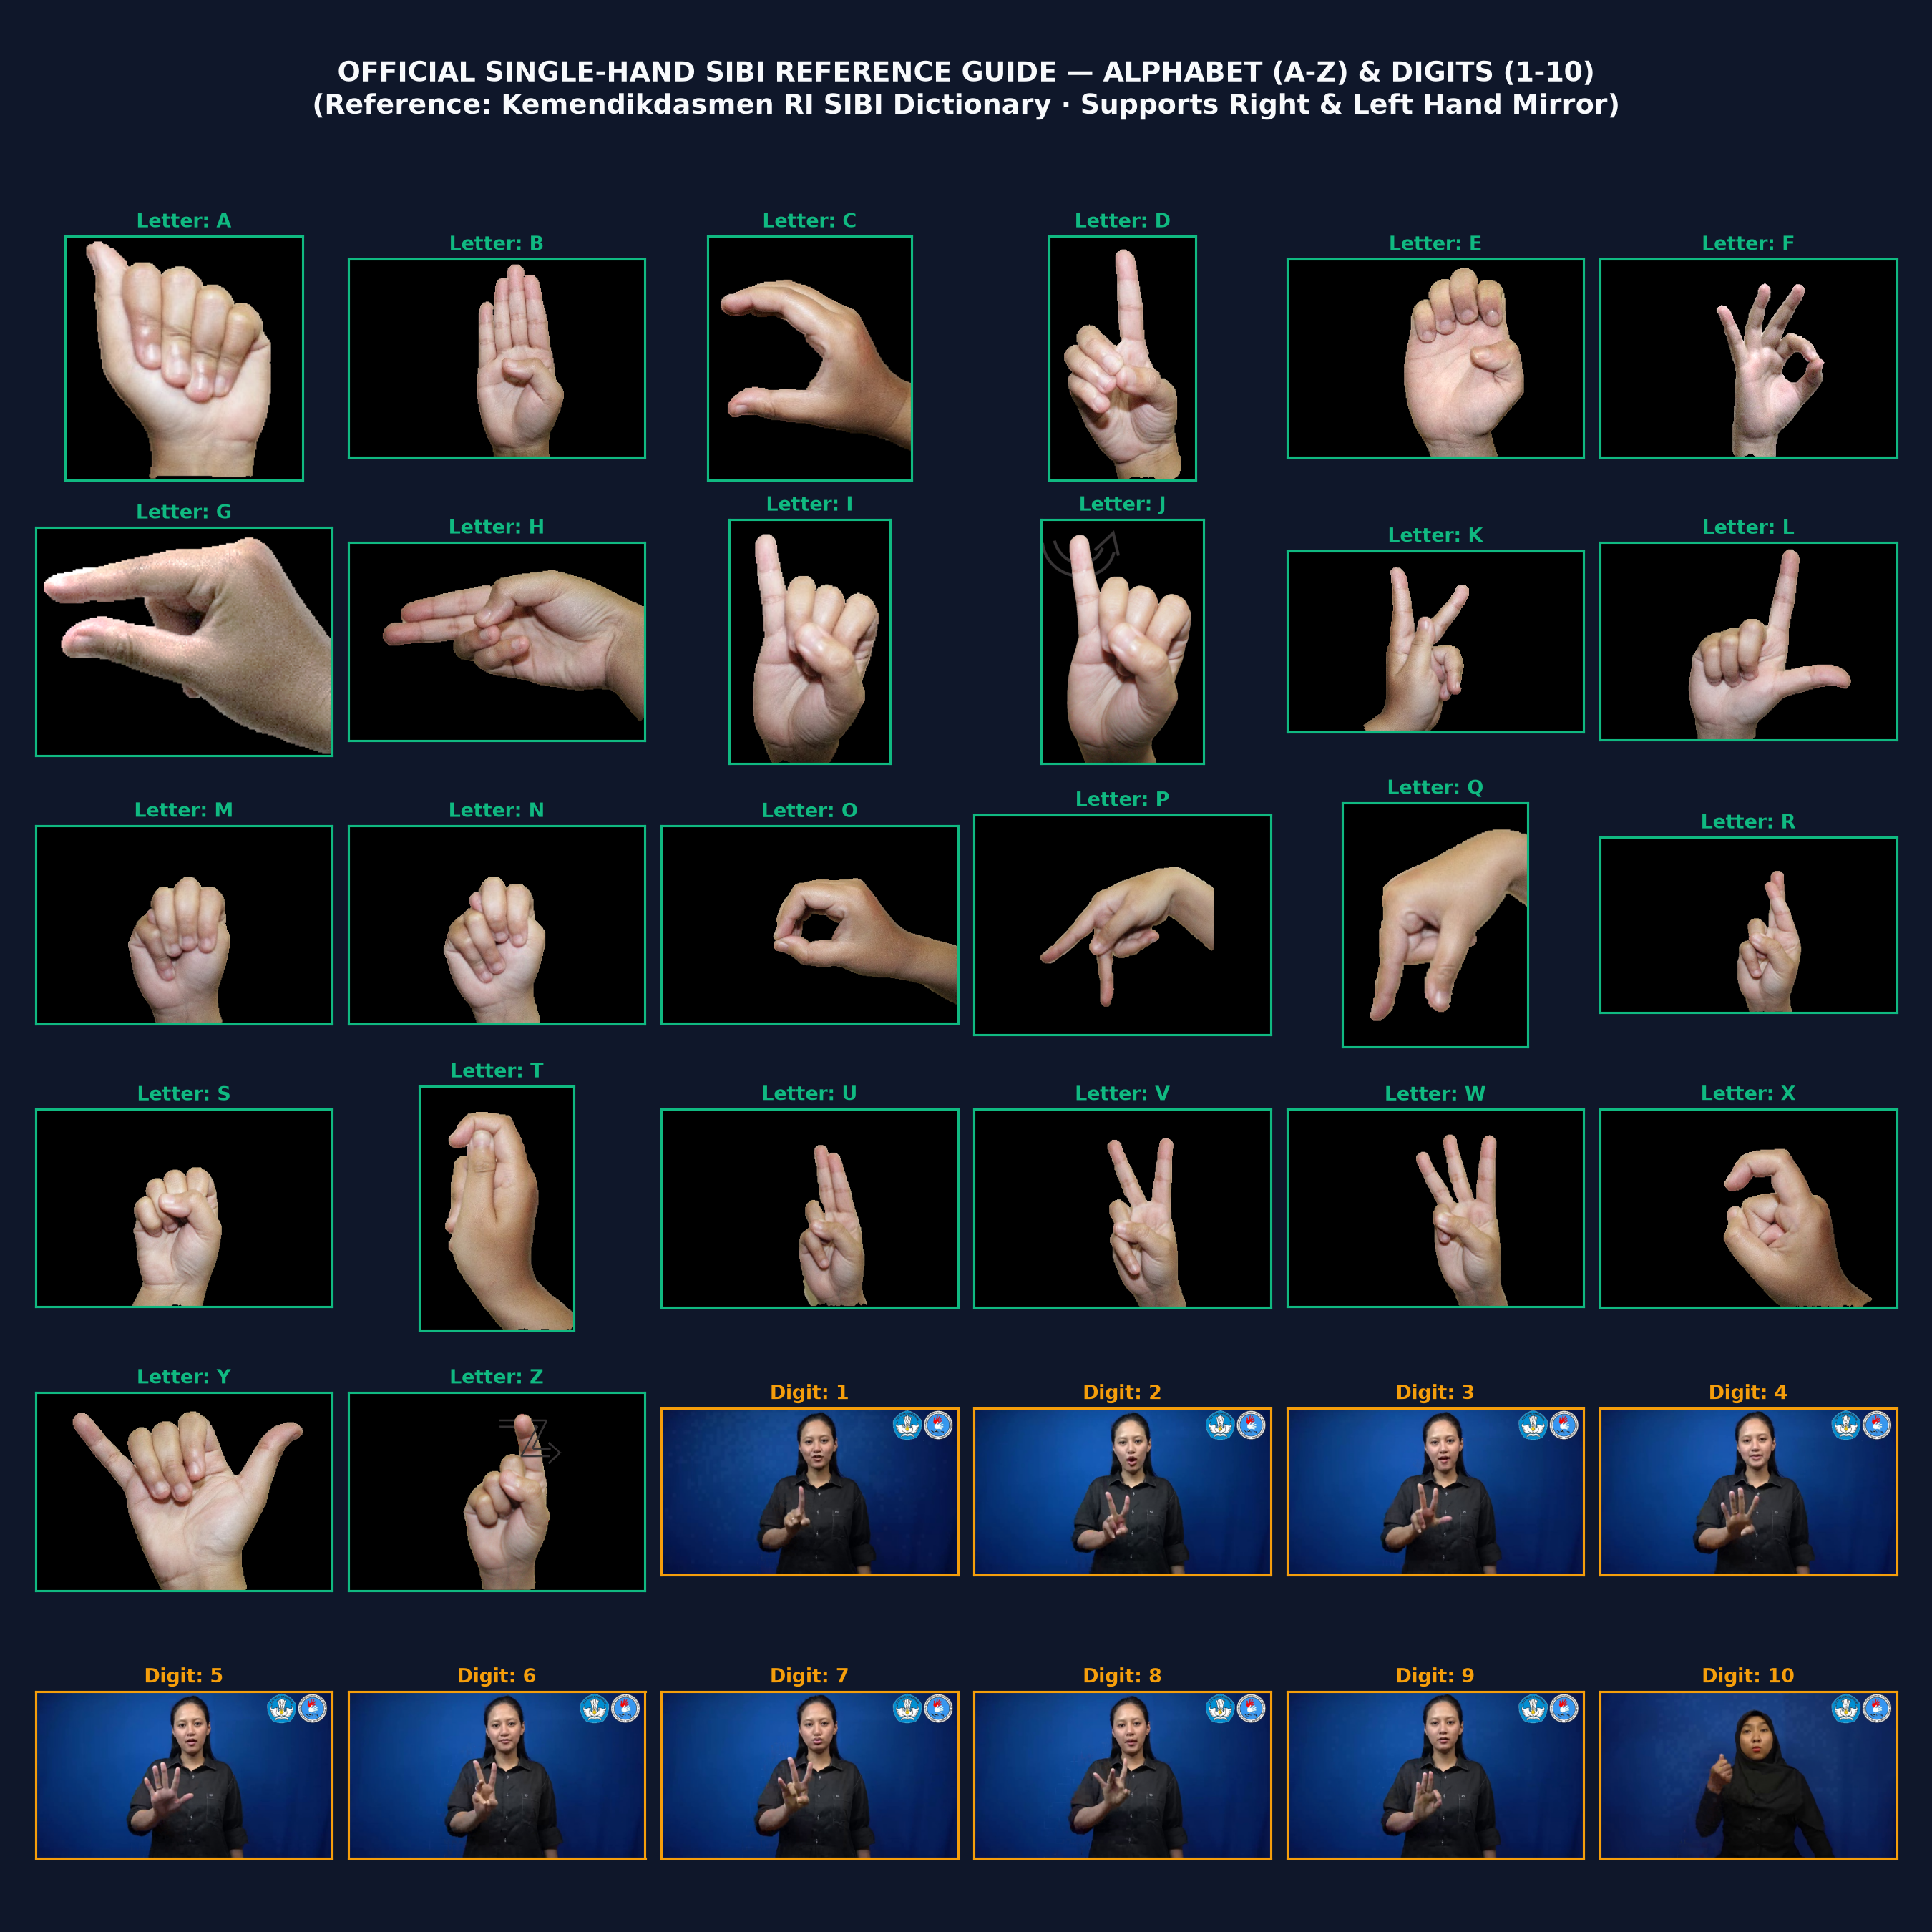 OFFICIAL SINGLE-HAND SIBI REFERENCE GUIDE — ALPHABET (A-Z) & DIGITS (1-10)
(Reference: Kemendikdasmen RI SIBI Dictionary · Supports Right & Left Hand Mirror)
Letter: A
Letter: B
Letter: C
Letter: D
Letter: E
Letter: F
Letter: G
Letter: H
Letter: I
Letter: J
Letter: K
Letter: L
Letter: M
Letter: N
Letter: O
Letter: P
Letter: Q
Letter: R
Letter: S
Letter: T
Letter: U
Letter: V
Letter: W
Letter: X
Letter: Y
Letter: Z
Digit: 1
Digit: 2
Digit: 3
Digit: 4
Digit: 5
Digit: 6
Digit: 7
Digit: 8
Digit: 9
Digit: 10